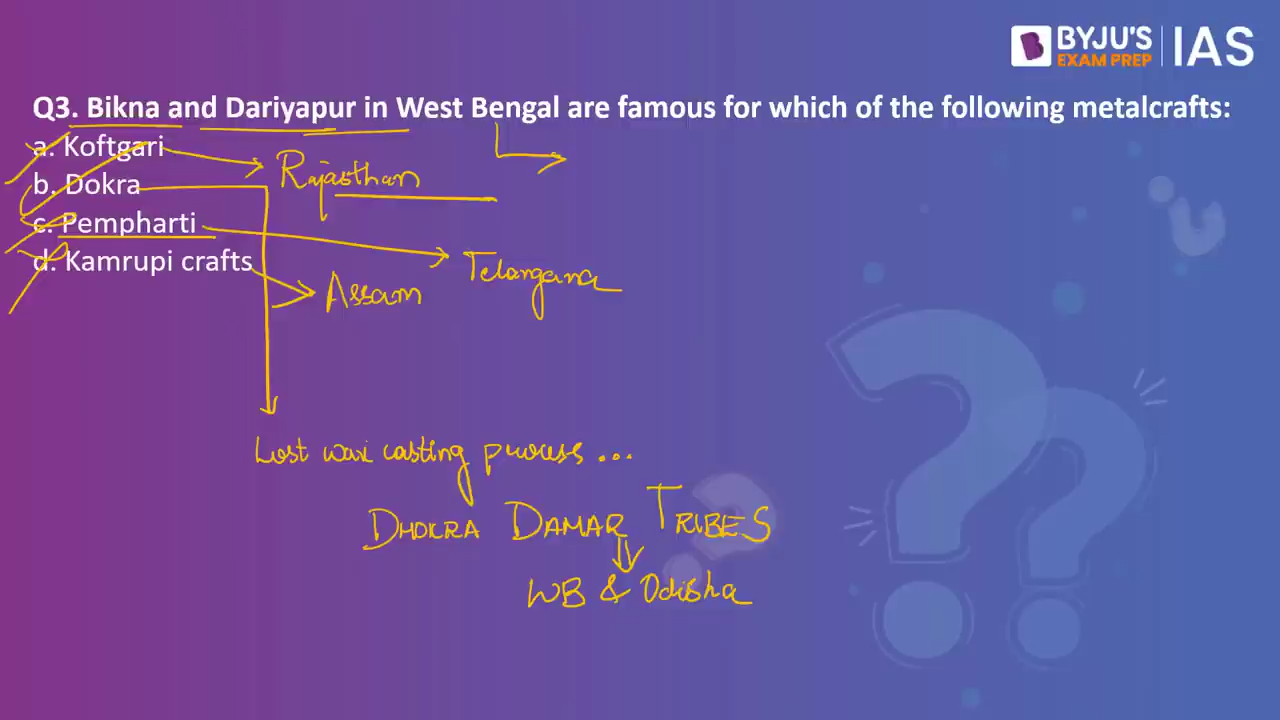 BYJU'S
EXAM PREP
IAS
Q3. Bikna and Dariyapur in West Bengal are famous for which of the following metalcrafts:
a. Koftgari
Rajasthan
b. Dokra
c. Pempharti
Telangana
d. Kamrupi crafts
Assam
Lost wax casting process ...
DHOKRA DAMAR TRIBES
WB & Odisha